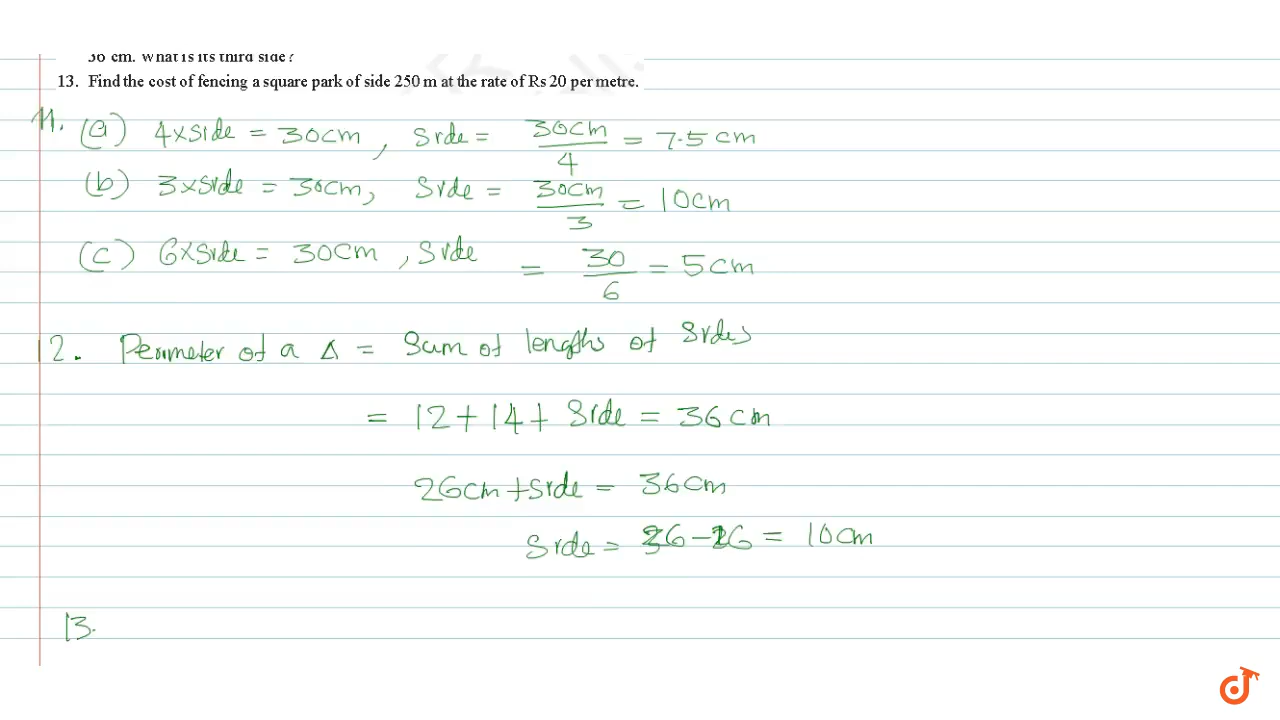 36 cm. What is its third side?
13. Find the cost of fencing a square park of side 250 m at the rate of Rs 20 per metre.
11. (a) 4×side = 30cm, Side = 30cm/4 = 7.5 cm
(b) 3×side = 30cm, Side = 30cm/3 = 10cm
(c) 6×side = 30cm, Side = 30/6 = 5cm
12. Perimeter of a Δ = Sum of lengths of Sides
= 12+14+ Side = 36cm
26cm+side = 36cm
Side = 36-26 = 10cm
13.